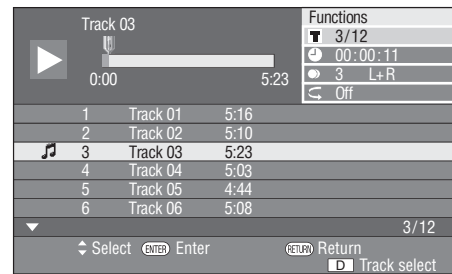 Track 03
0:00 5:23
Functions
T 3/12
00:00:11
3 L+R
Off
1 Track 01 5:16
2 Track 02 5:10
3 Track 03 5:23
4 Track 04 5:03
5 Track 05 4:44
6 Track 06 5:08
3/12
Select ENTER Enter RETURN Return
D Track select